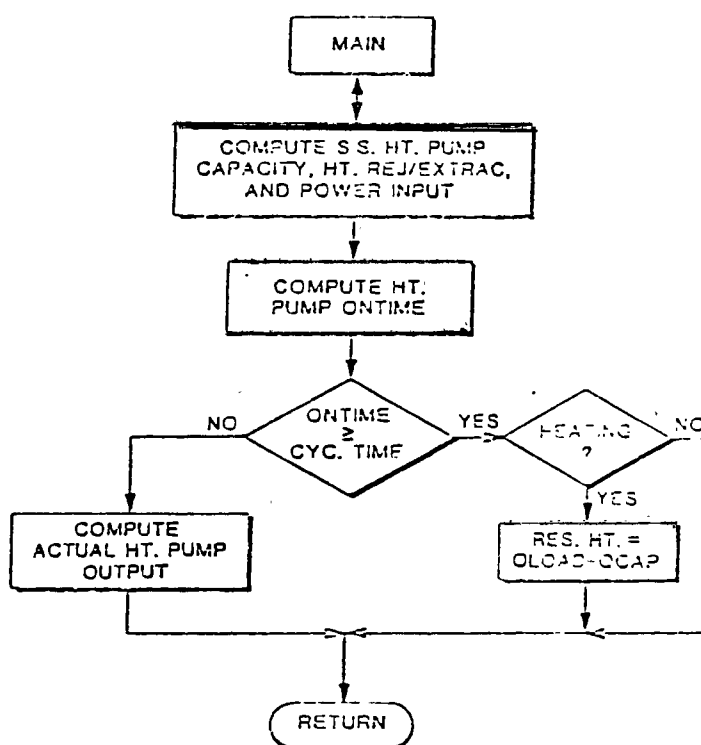 MAIN
COMPUTE S.S. HT. PUMP
CAPACITY, HT. REJ/EXTRAC,
AND POWER INPUT
COMPUTE HT.
PUMP ONTIME
NO
ONTIME
≥
CYC. TIME
YES
HEATING
?
NO
YES
COMPUTE
ACTUAL HT. PUMP
OUTPUT
RES. HT. =
QLOAD-QCAP
RETURN